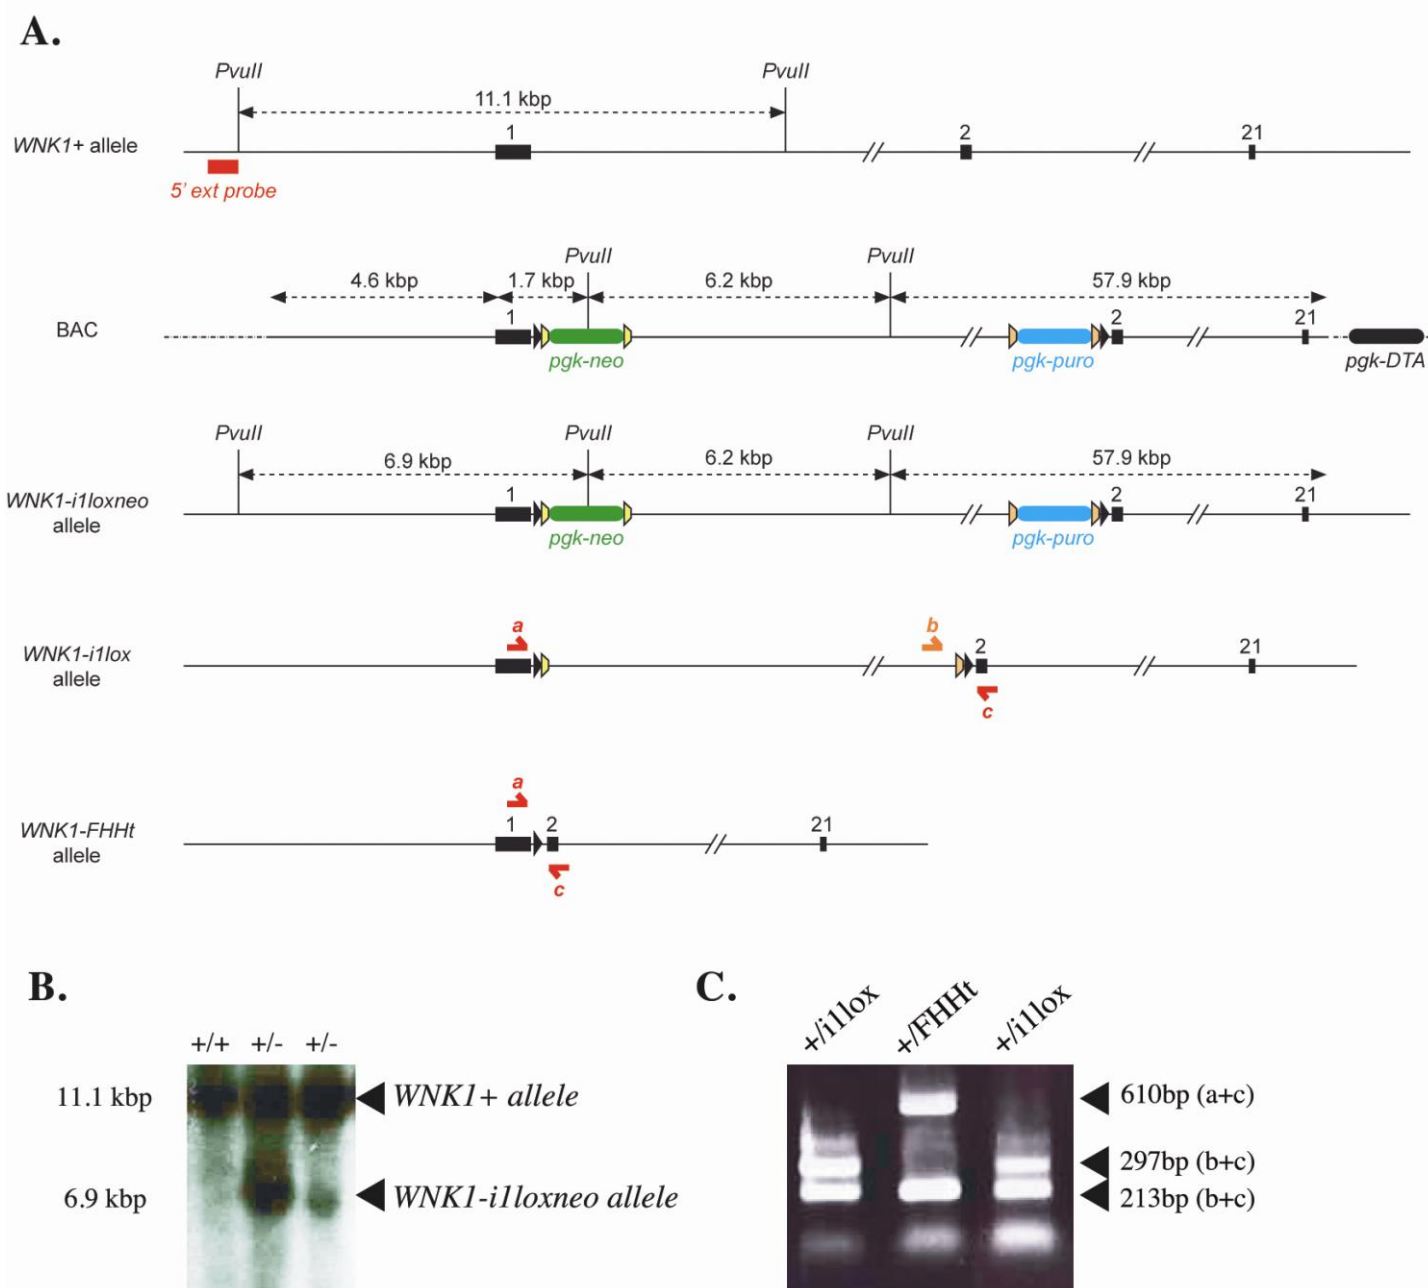 A.
PvuII PvuII
11.1 kbp
WNK1+ allele
1 2 21
5' ext probe
PvuII PvuII
4.6 kbp 1.7 kbp 6.2 kbp 57.9 kbp
BAC
1 2 21
pgk-neo pgk-puro pgk-DTA
PvuII PvuII PvuII
6.9 kbp 6.2 kbp 57.9 kbp
WNK1-i1loxneo
allele
1 2 21
pgk-neo pgk-puro
a b
WNK1-i1lox
allele
2 21
c
a
WNK1-FHHt
allele
1 2 21
c
B.
+/+ +/- +/-
11.1 kbp WNK1+ allele
6.9 kbp WNK1-i1loxneo allele
C.
+/i1lox +/FHHt +/i1lox
610bp (a+c)
297bp (b+c)
213bp (b+c)